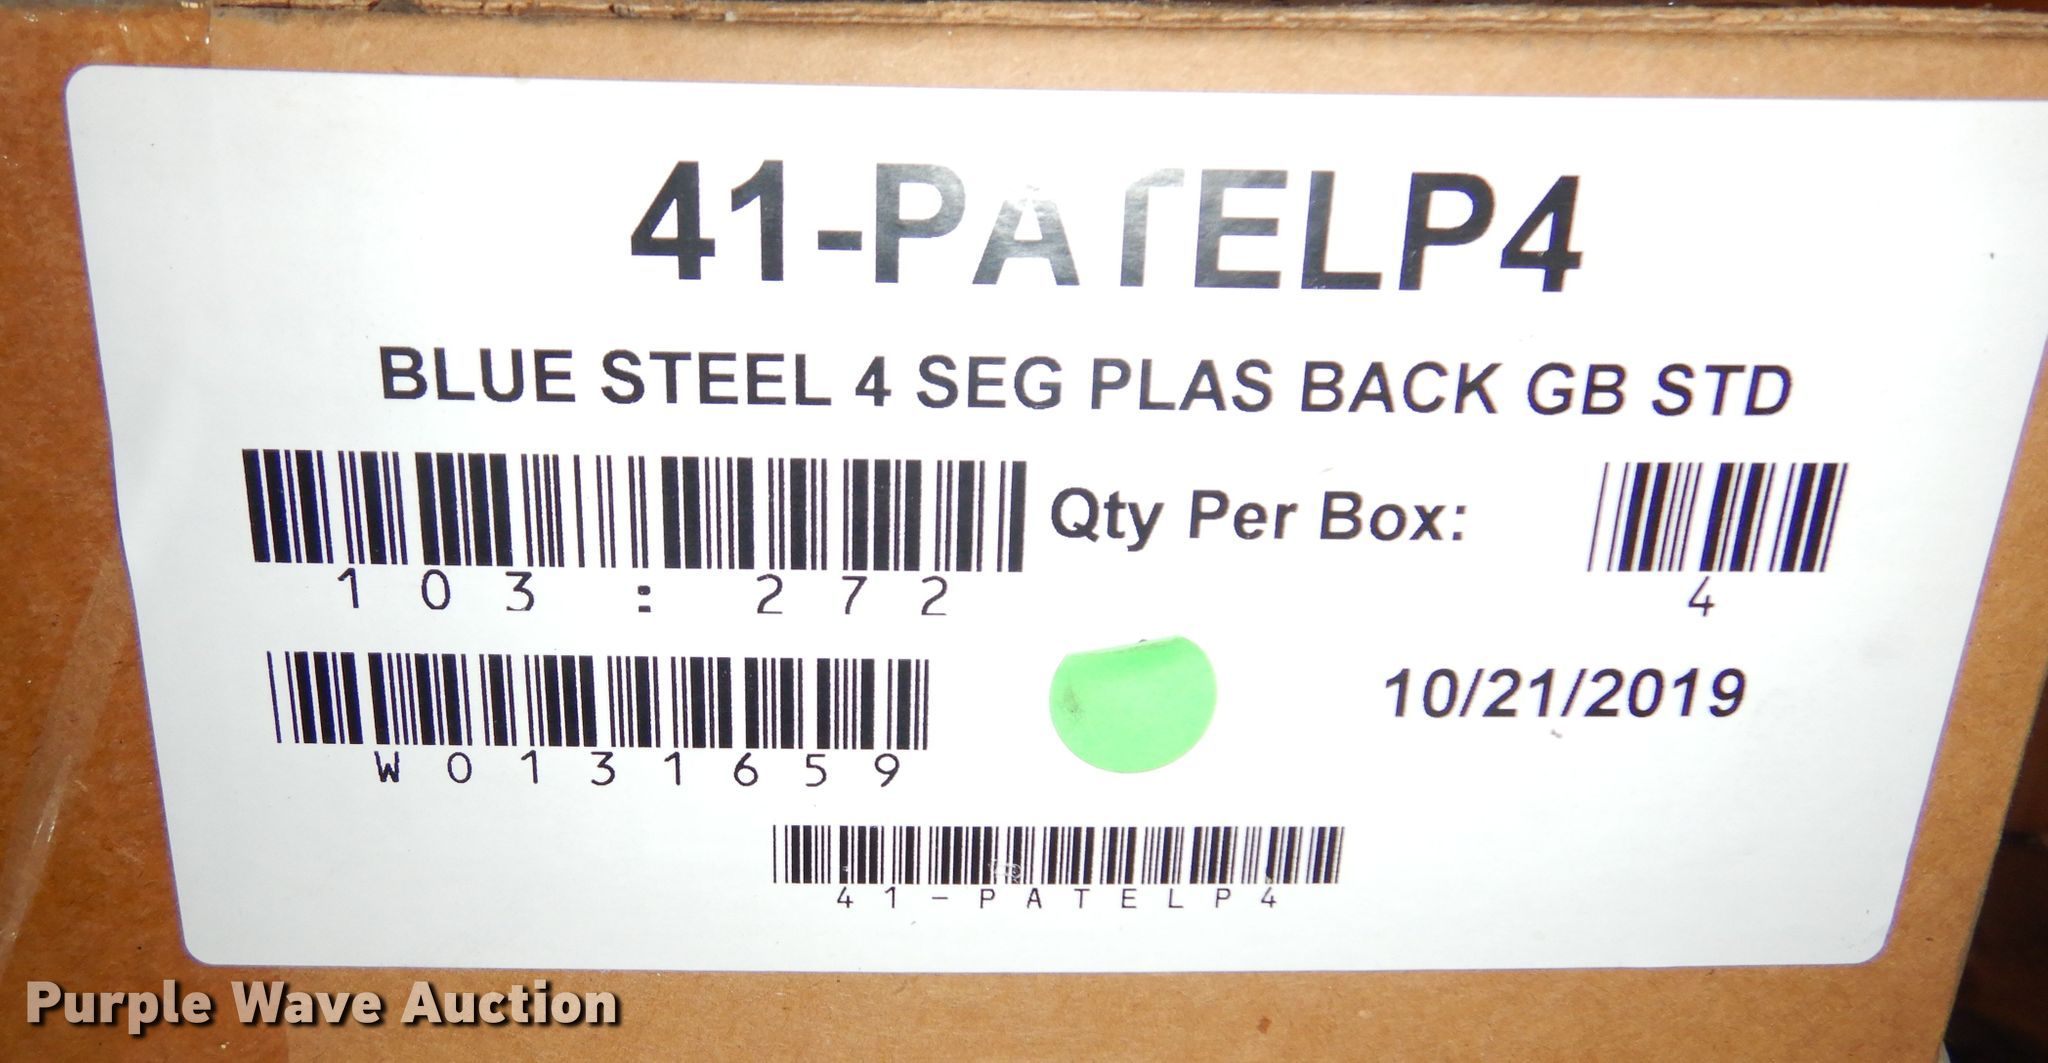 41-PATELP4
BLUE STEEL 4 SEG PLAS BACK GB STD
103 : 272
Qty Per Box:
4
W0131659
10/21/2019
41-PATELP4
Purple Wave Auction